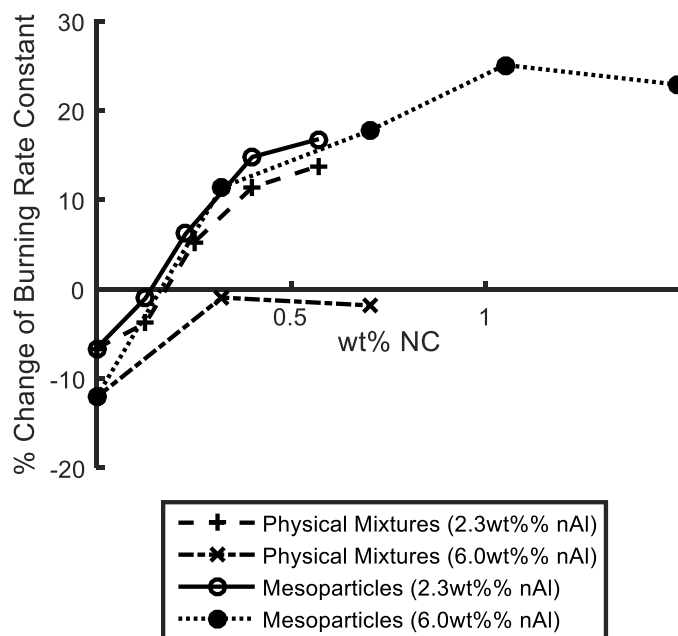 % Change of Burning Rate Constant
30
20
10
0
-10
-20
0.5
1
wt% NC
Physical Mixtures (2.3wt%% nAl)
Physical Mixtures (6.0wt%% nAl)
Mesoparticles (2.3wt%% nAl)
Mesoparticles (6.0wt%% nAl)